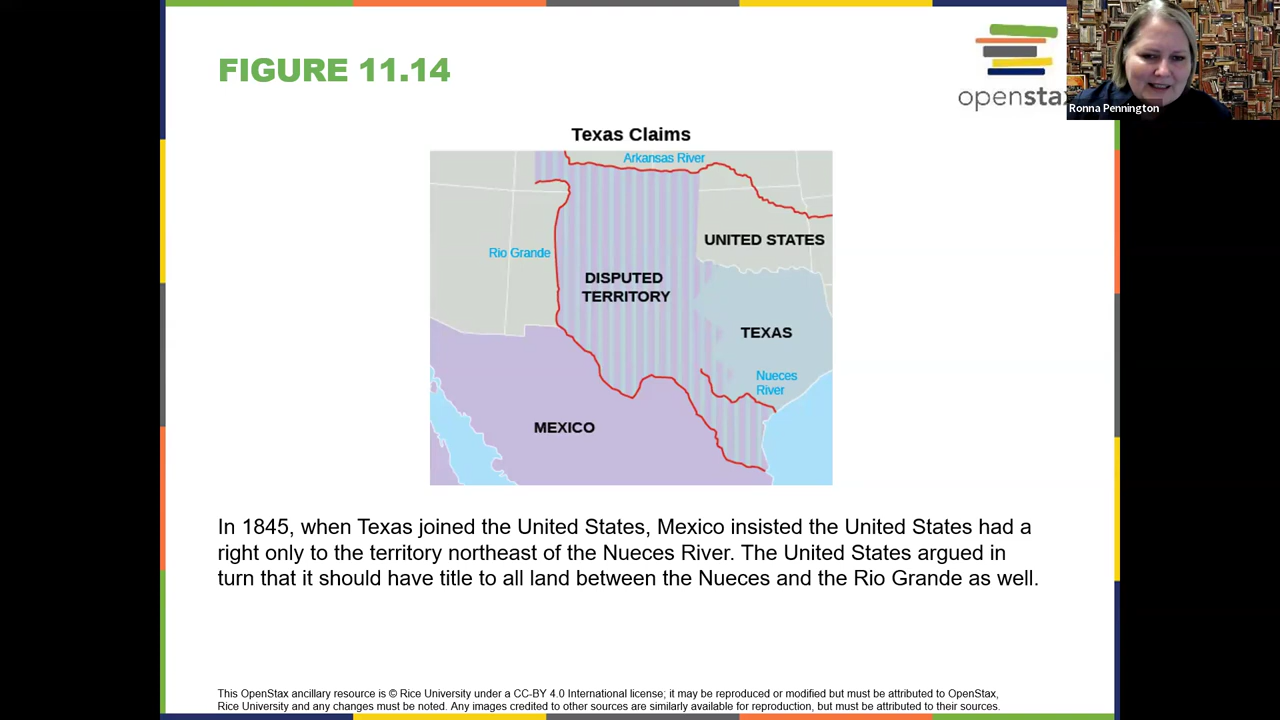 FIGURE 11.14
opensta
Ronna Pennington
Texas Claims
Arkansas River
UNITED STATES
Rio Grande
DISPUTED
TERRITORY
TEXAS
Nueces
River
MEXICO
In 1845, when Texas joined the United States, Mexico insisted the United States had a
right only to the territory northeast of the Nueces River. The United States argued in
turn that it should have title to all land between the Nueces and the Rio Grande as well.
This OpenStax ancillary resource is © Rice University under a CC-BY 4.0 International license; it may be reproduced or modified but must be attributed to OpenStax,
Rice University and any changes must be noted. Any images credited to other sources are similarly available for reproduction, but must be attributed to their sources.